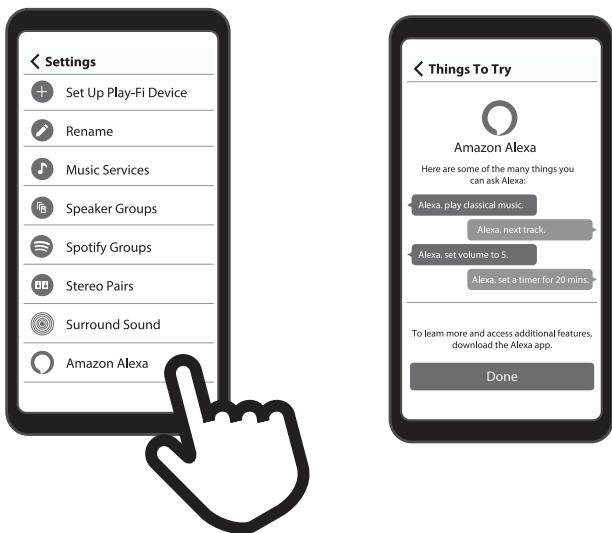 Settings
Set Up Play-Fi Device
Rename
Music Services
Speaker Groups
Spotify Groups
Stereo Pairs
Surround Sound
Amazon Alexa
Things To Try
Amazon Alexa
Here are some of the many things you
can ask Alexa:
Alexa. play classical music.
Alexa. next track.
Alexa. set volume to 5.
Alexa. set a timer for 20 mins.
To leam more and access additional features,
download the Alexa app.
Done